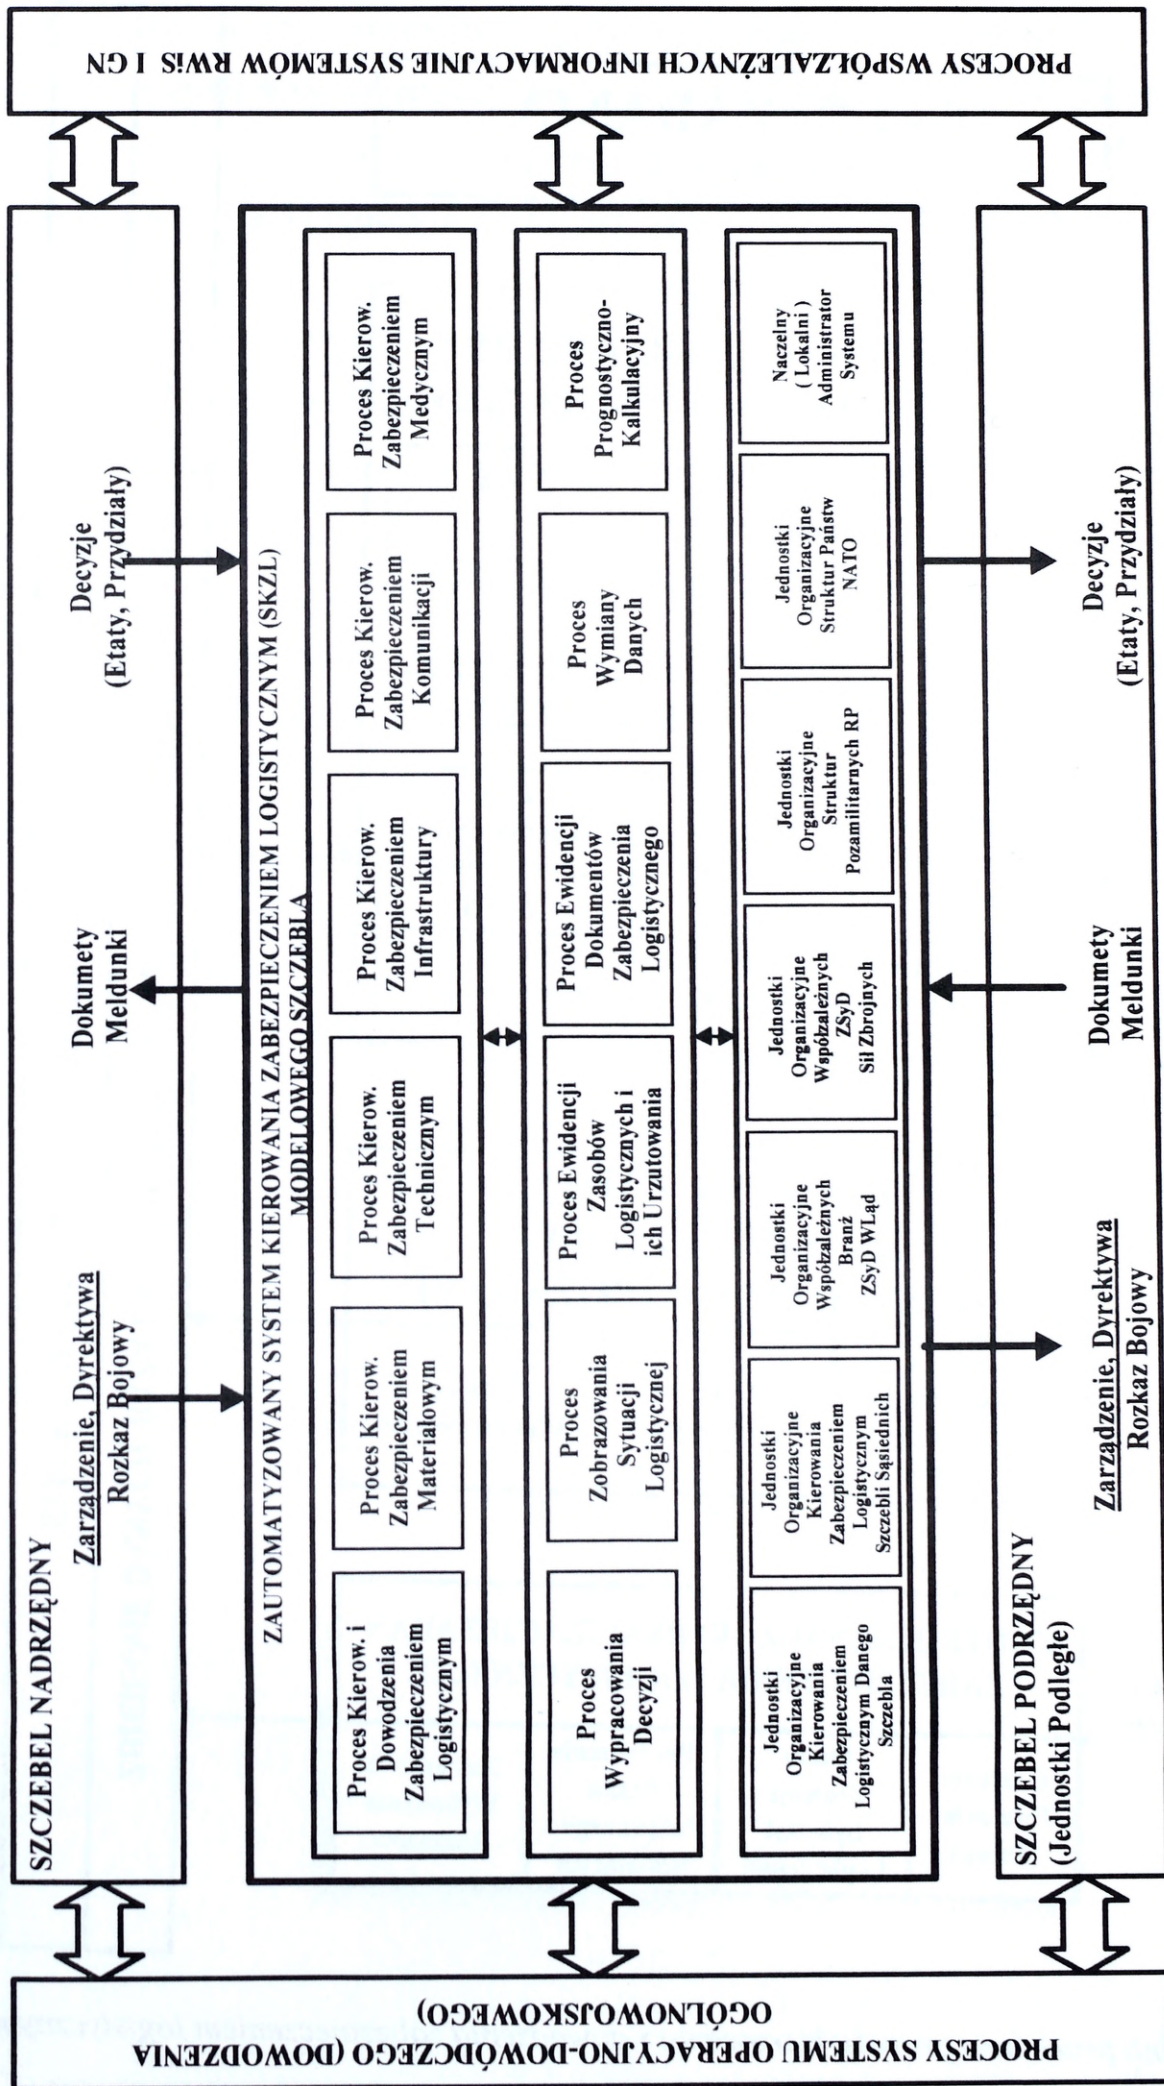 PROCESY SYSTEMU OPERACYJNO-DOWÓDCZEGO (DOWODZENIA
OGÓLNOWOJSKOWEGO)
SZCZEBEL NADRZĘDNY
Zarządzenie, Dyrektywa
Rozkaz Bojowy
Dokumety
Meldunki
Decyzje
(Etaty, Przydziały)
ZAUTOMATYZOWANY SYSTEM KIEROWANIA ZABEZPIECZENIEM LOGISTYCZNYM (SKZL)
MODELOWEGO SZCZEBLA
Proces Kierow. i
Dowodzenia
Zabezpieczeniem
Logistycznym
Proces Kierow.
Zabezpieczeniem
Materiałowym
Proces Kierow.
Zabezpieczeniem
Technicznym
Proces Kierow.
Zabezpieczeniem
Infrastruktury
Proces Kierow.
Zabezpieczeniem
Komunikacji
Proces Kierow.
Zabezpieczeniem
Medycznym
Proces
Wypracowania
Decyzji
Proces
Zobrazowania
Sytuacji
Logistycznej
Proces Ewidencji
Zasobów
Logistycznych i
ich Urzutowania
Proces Ewidencji
Dokumentów
Zabezpieczenia
Logistycznego
Proces
Wymiany
Danych
Proces
Prognostyczno-
Kalkulacyjny
Jednostki
Organizacyjne
Kierowania
Zabezpieczeniem
Logistycznym Danego
Szczebla
Jednostki
Organizacyjne
Kierowania
Zabezpieczeniem
Logistycznym
Szczebli Sąsiednich
Jednostki
Organizacyjne
Współzależnych
Branż
ZSyD WLąd
Jednostki
Organizacyjne
Współzależnych
ZSyD
Sił Zbrojnych
Jednostki
Organizacyjne
Struktur
Pozamilitarnych RP
Jednostki
Organizacyjne
Struktur Państw
NATO
Naczelny
( Lokalni )
Administrator
Systemu
SZCZEBEL PODRZĘDNY
(Jednostki Podległe)
Zarządzenie, Dyrektywa
Rozkaz Bojowy
Dokumety
Meldunki
Decyzje
(Etaty, Przydziały)
PROCESY WSPÓŁZALEŻNYCH INFORMACYJNIE SYSTEMÓW RWiS I GN